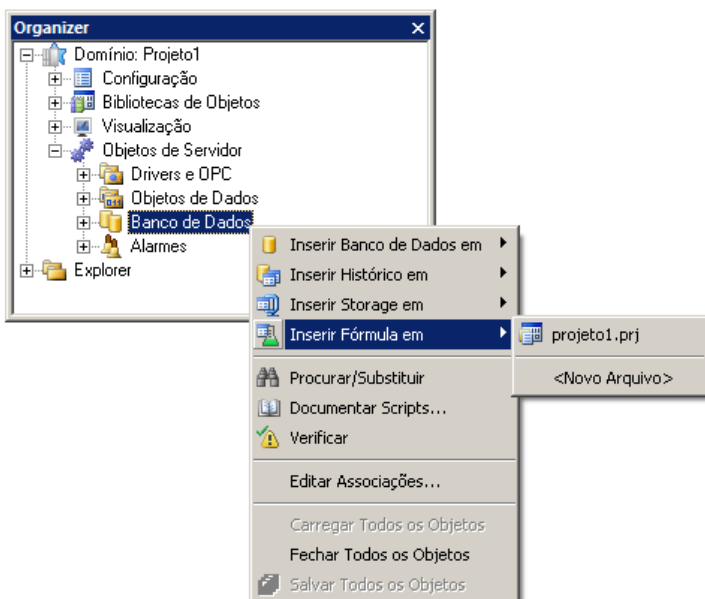 Organizer
Domínio: Projeto1
Configuração
Bibliotecas de Objetos
Visualização
Objetos de Servidor
Drivers e OPC
Objetos de Dados
Banco de Dados
Alarmes
Explorer
Inserir Banco de Dados em
Inserir Histórico em
Inserir Storage em
Inserir Fórmula em
projeto1.prj
<Novo Arquivo>
Procurar/Substituir
Documentar Scripts...
Verificar
Editar Associações...
Carregar Todos os Objetos
Fechar Todos os Objetos
Salvar Todos os Objetos